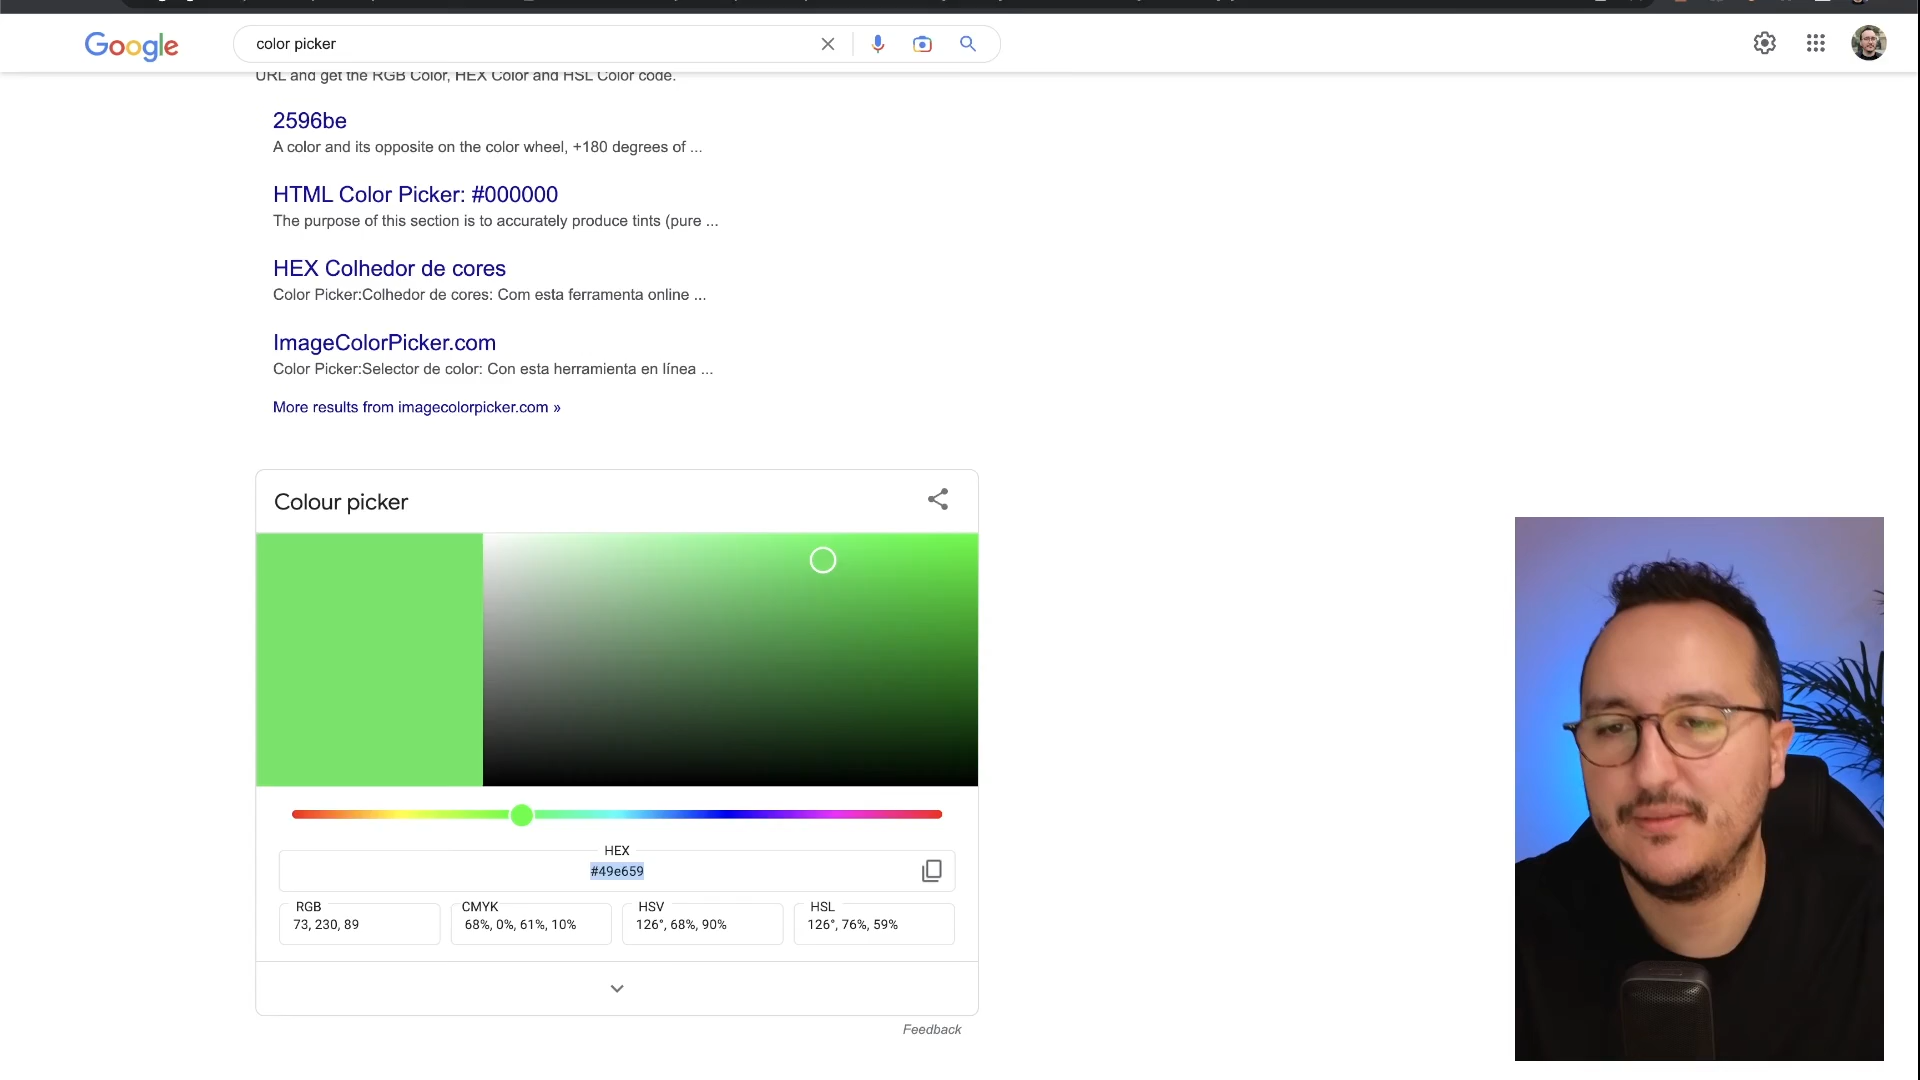 Google
color picker
URL and get the RGB Color, HEX Color and HSL Color code.
2596be
A color and its opposite on the color wheel, +180 degrees of ...
HTML Color Picker: #000000
The purpose of this section is to accurately produce tints (pure ...
HEX Colhedor de cores
Color Picker:Colhedor de cores: Com esta ferramenta online ...
ImageColorPicker.com
Color Picker:Selector de color: Con esta herramienta en línea ...
More results from imagecolorpicker.com »
Colour picker
HEX
#49e659
RGB
73, 230, 89
CMYK
68%, 0%, 61%, 10%
HSV
126°, 68%, 90%
HSL
126°, 76%, 59%
Feedback